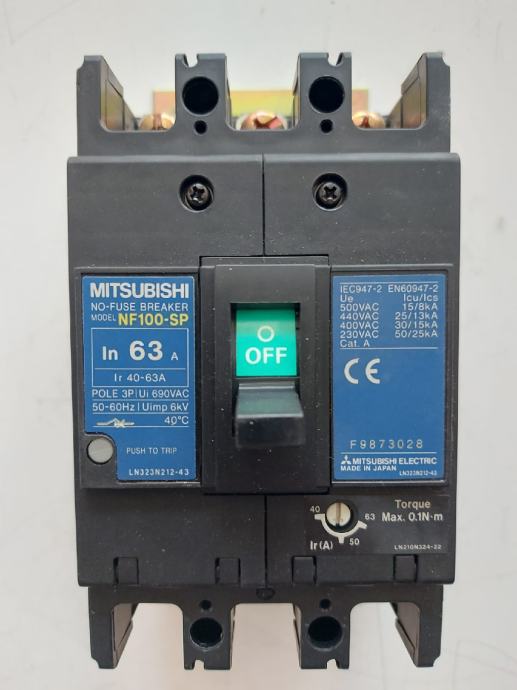 MITSUBISHI
NO-FUSE BREAKER
MODEL NF100-SP
In 63 A
Ir 40-63A
POLE 3P Ui 690VAC
50-60Hz Uimp 6kV
40°C
PUSH TO TRIP
LN323N212-43
O
OFF
IEC947-2 EN60947-2
Ue Icu/Ics
500VAC 15/8kA
440VAC 25/13kA
400VAC 30/15kA
230VAC 50/25kA
Cat. A
CE
F9873028
MITSUBISHI ELECTRIC
MADE IN JAPAN LN323N212-43
Torque
Max. 0.1N·m
40
63
50
Ir(A)
LN210N324-22